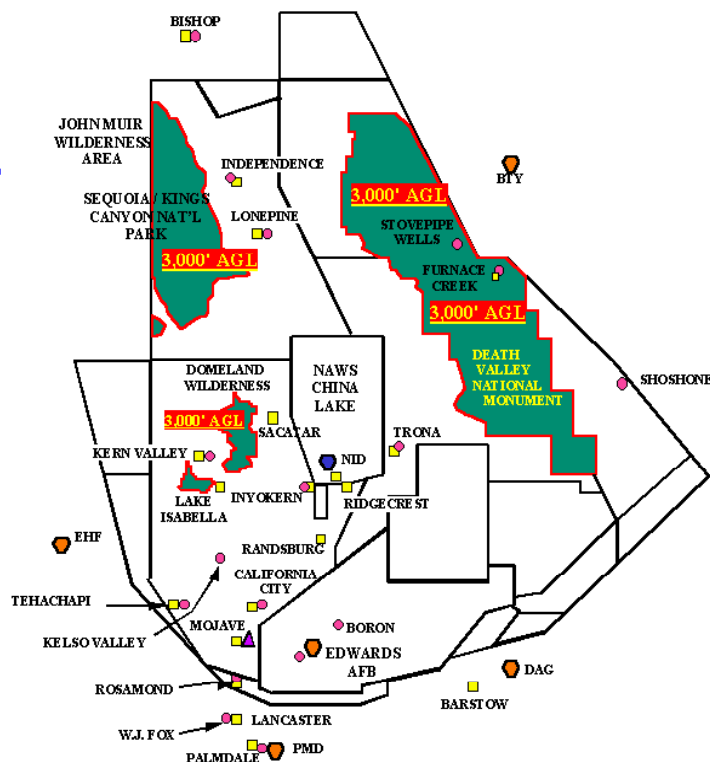 BISHOP
JOHN MUIR
WILDERNESS
AREA
INDEPENDENCE
BTY
SEQUOIA / KINGS
CANYON NAT'L
PARK
3,000' AGL
LONEPINE
3,000' AGL
STOVEPIPE
WELLS
FURNACE
CREEK
3,000' AGL
DEATH
VALLEY
NATIONAL
MONUMENT
SHOSHONE
DOMELAND
WILDERNESS
NAWS
CHINA
LAKE
3,000' AGL
SACATAR
TRONA
KERN VALLEY
NID
LAKE
ISABELLA
INYOKERN
RIDGECREST
EHF
RANDSBURG
CALIFORNIA
CITY
TEHACHAPI
KELSO VALLEY
MOJAVE
BORON
EDWARDS
AFB
DAG
ROSAMOND
BARSTOW
W.J. FOX
LANCASTER
PALMDALE
PMD